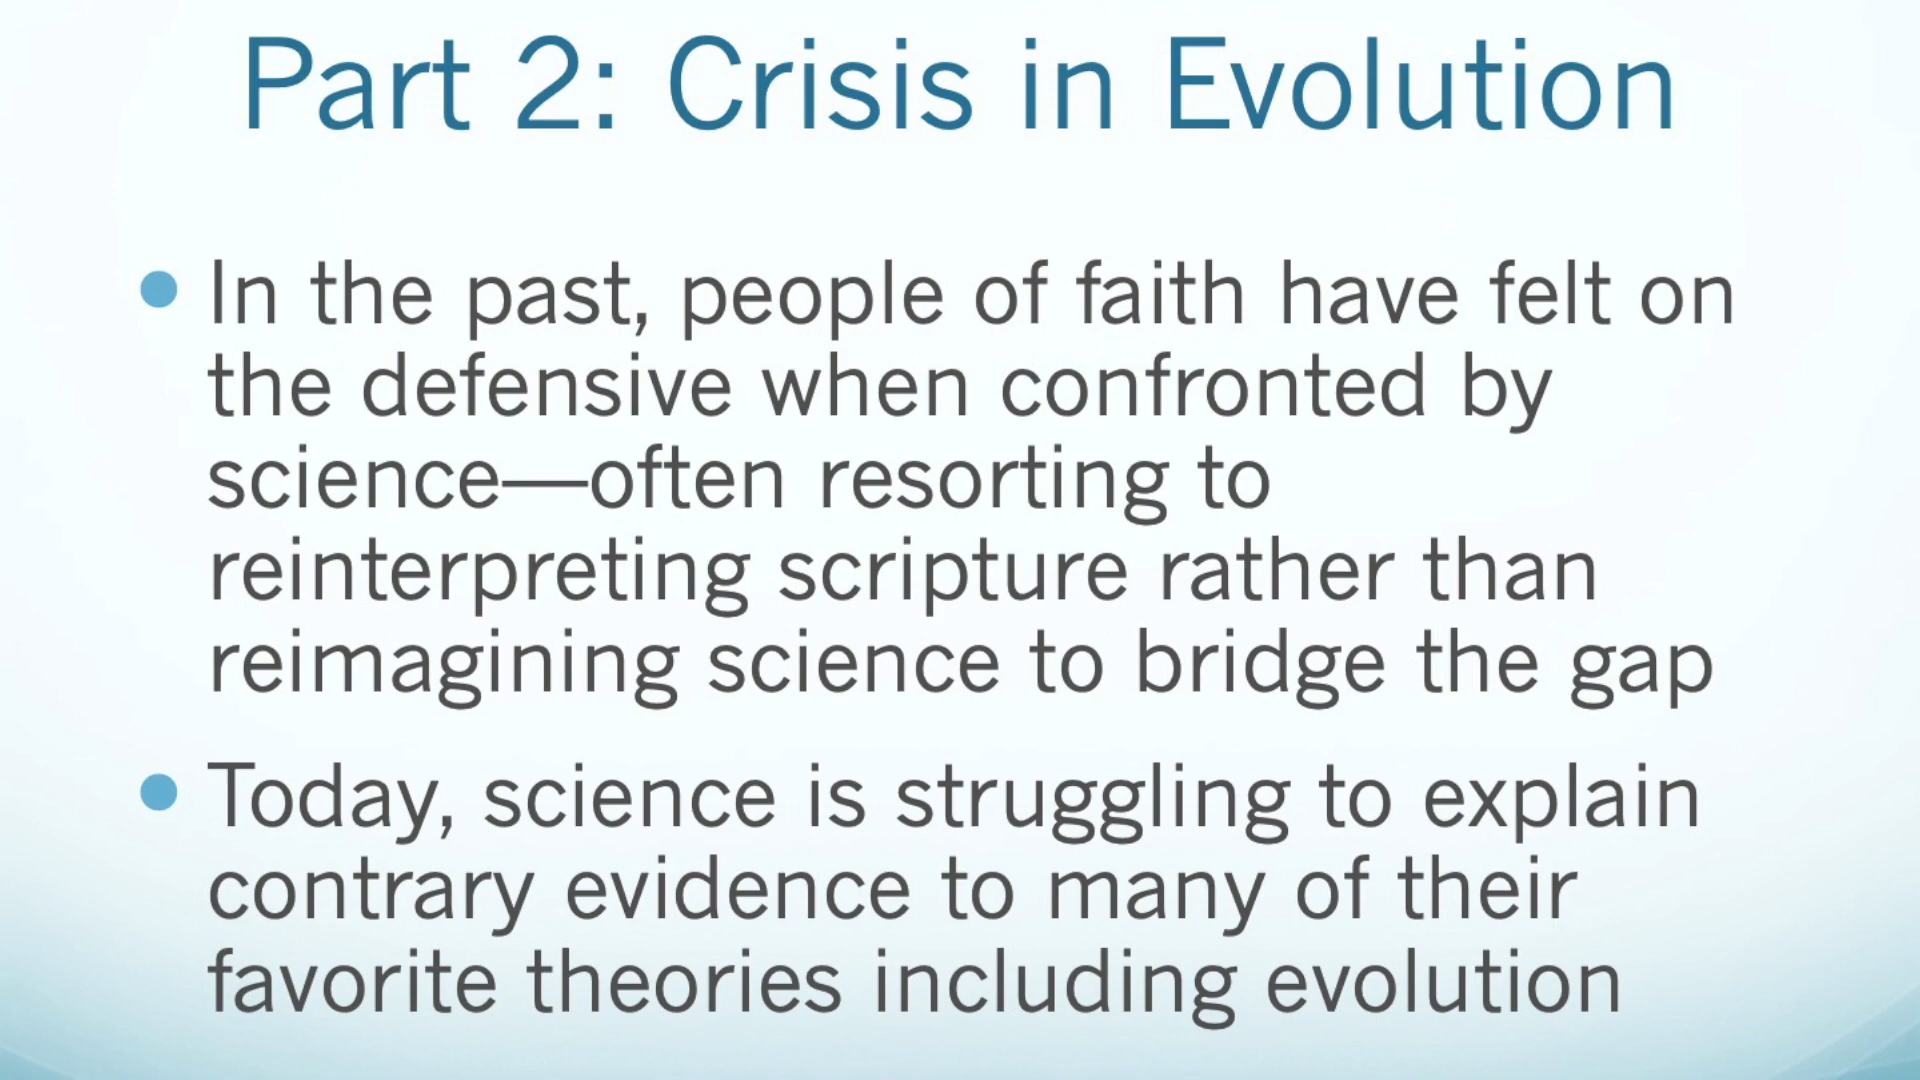 Part 2: Crisis in Evolution
• In the past, people of faith have felt on
the defensive when confronted by
science—often resorting to
reinterpreting scripture rather than
reimagining science to bridge the gap
• Today, science is struggling to explain
contrary evidence to many of their
favorite theories including evolution